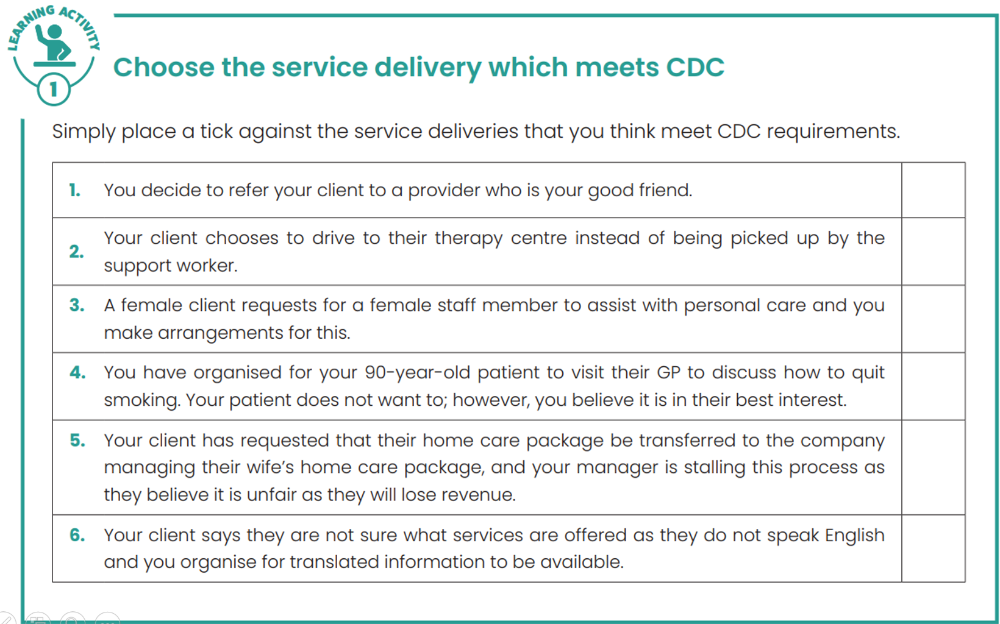 LEARNING ACTIVITY
1
Choose the service delivery which meets CDC
Simply place a tick against the service deliveries that you think meet CDC requirements.
1. You decide to refer your client to a provider who is your good friend.
2. Your client chooses to drive to their therapy centre instead of being picked up by the
support worker.
3. A female client requests for a female staff member to assist with personal care and you
make arrangements for this.
4. You have organised for your 90-year-old patient to visit their GP to discuss how to quit
smoking. Your patient does not want to; however, you believe it is in their best interest.
5. Your client has requested that their home care package be transferred to the company
managing their wife’s home care package, and your manager is stalling this process as
they believe it is unfair as they will lose revenue.
6. Your client says they are not sure what services are offered as they do not speak English
and you organise for translated information to be available.